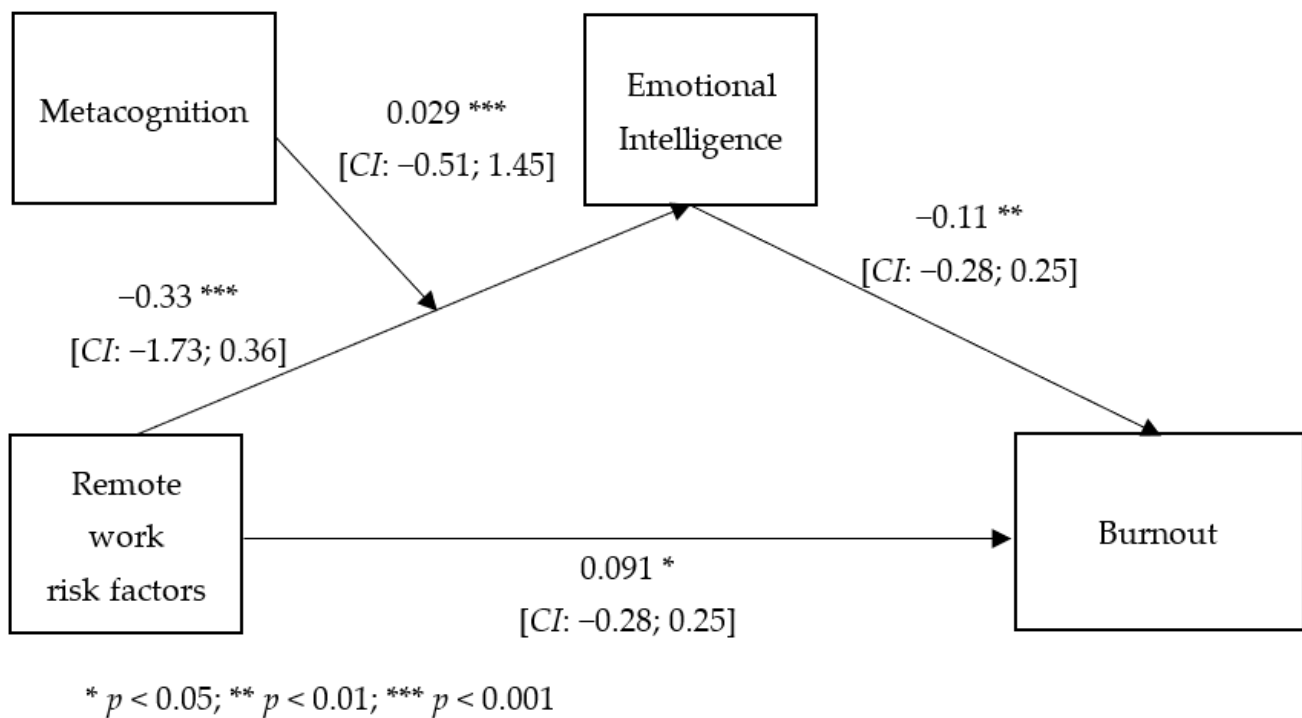 Metacognition
0.029 ***
[CI: −0.51; 1.45]
Emotional
Intelligence
−0.11 **
[CI: −0.28; 0.25]
−0.33 ***
[CI: −1.73; 0.36]
Remote
work
risk factors
0.091 *
[CI: −0.28; 0.25]
Burnout
* p < 0.05; ** p < 0.01; *** p < 0.001